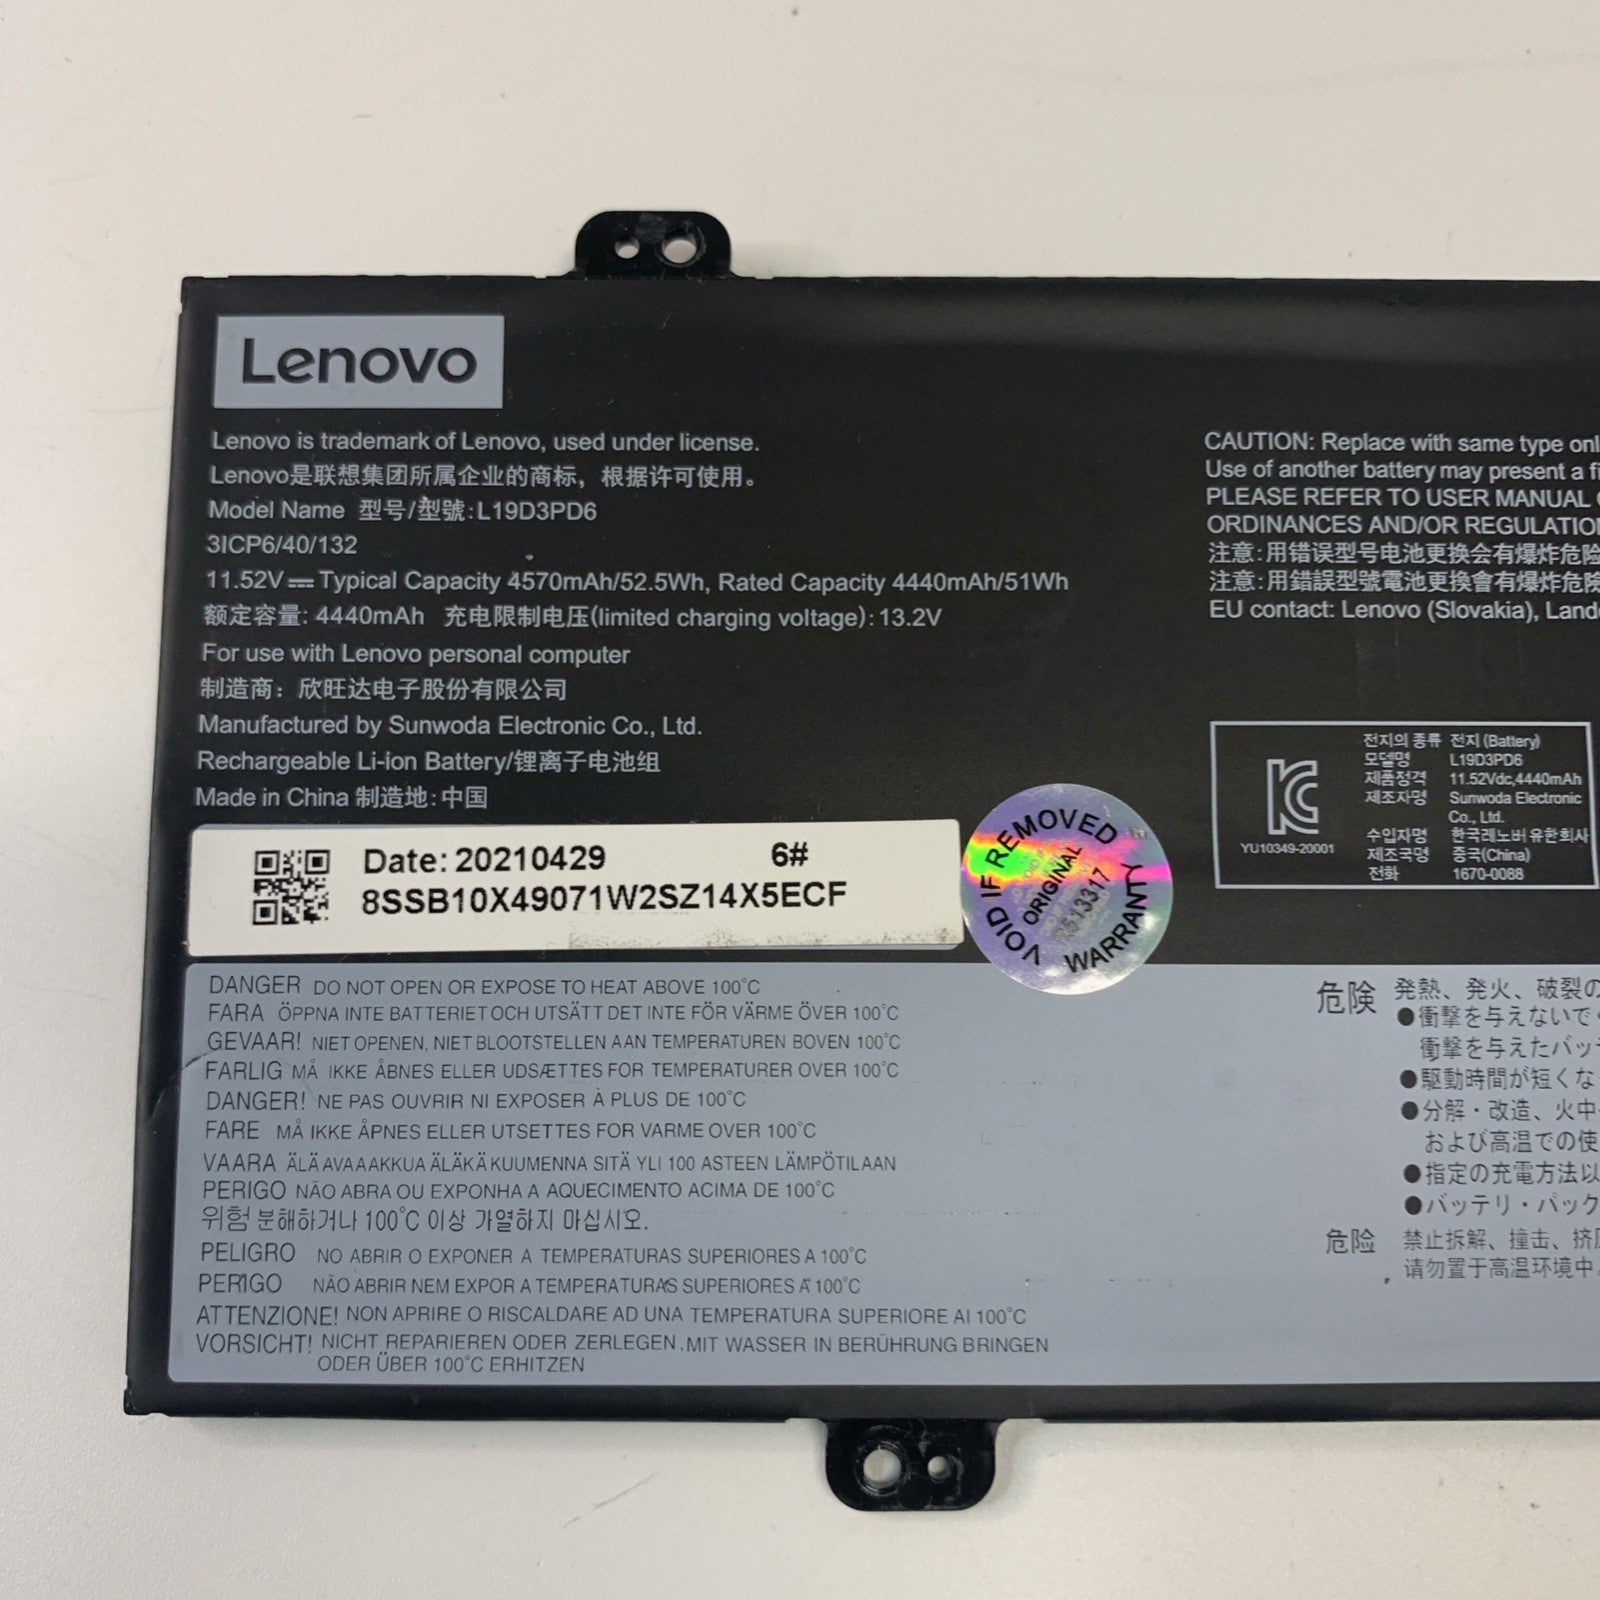 Lenovo
Lenovo is trademark of Lenovo, used under license.
Lenovo是联想集团所属企业的商标，根据许可使用。
Model Name 型号/型號:L19D3PD6
3ICP6/40/132
11.52V⎓Typical Capacity 4570mAh/52.5Wh, Rated Capacity 4440mAh/51Wh
额定容量: 4440mAh 充电限制电压(limited charging voltage): 13.2V
For use with Lenovo personal computer
制造商：欣旺达电子股份有限公司
Manufactured by Sunwoda Electronic Co., Ltd.
Rechargeable Li-ion Battery/锂离子电池组
Made in China 制造地:中国
Date: 20210429 6#
8SSB10X49071W2SZ14X5ECF
VOID IF REMOVED
ORIGINAL
WARRANTY
CAUTION: Replace with same type
Use of another battery may present a
PLEASE REFER TO USER MANUAL
ORDINANCES AND/OR
注意:用错误型号电池更换会有爆炸危险
注意:用錯誤型號電池更換會有爆炸危險
EU contact: Lenovo (Slovakia),
YU10349-20001
전지의 종류 전지 (Battery)
모델명 L19D3PD6
제품정격 11.52Vdc,4440mAh
제조자명 Sunwoda Electronic
Co., Ltd.
수입자명 한국레노버 유한회사
제조국명 중국(China)
전화 1670-0088
DANGER DO NOT OPEN OR EXPOSE TO HEAT ABOVE 100°C
FARA ÖPPNA INTE BATTERIET OCH UTSÄTT DET INTE FÖR VÄRME ÖVER 100°C
GEVAAR! NIET OPENEN, NIET BLOOTSTELLEN AAN TEMPERATUREN BOVEN 100°C
FARLIG MÅ IKKE ÅBNES ELLER UDSÆTTES FOR TEMPERATURER OVER 100°C
DANGER! NE PAS OUVRIR NI EXPOSER À PLUS DE 100°C
FARE MÅ IKKE ÅPNES ELLER UTSETTES FOR VARME OVER 100°C
VAARA ÄLÄ AVAA AKKUA ÄLÄKÄ KUUMENNA SITÄ YLI 100 ASTEEN LÄMPÖTILAAN
PERIGO NÃO ABRA OU EXPONHA A AQUECIMENTO ACIMA DE 100°C
위험 분해하거나 100°C 이상 가열하지 마십시오.
PELIGRO NO ABRIR O EXPONER A TEMPERATURAS SUPERIORES A 100°C
PERIGO NÃO ABRIR NEM EXPOR A TEMPERATURAS SUPERIORES A 100°C
ATTENZIONE! NON APRIRE O RISCALDARE AD UNA TEMPERATURA SUPERIORE AI 100°C
VORSICHT! NICHT REPARIEREN ODER ZERLEGEN, MIT WASSER IN BERÜHRUNG BRINGEN
ODER ÜBER 100°C ERHITZEN
危険 発熱、発火、破裂の
●衝撃を与えないで
衝撃を与えたバッ
●駆動時間が短くな
●分解・改造、火中
および高温での使
●指定の充電方法以
●バッテリ・パック
危险 禁止拆解、撞击、挤
请勿置于高温环境中